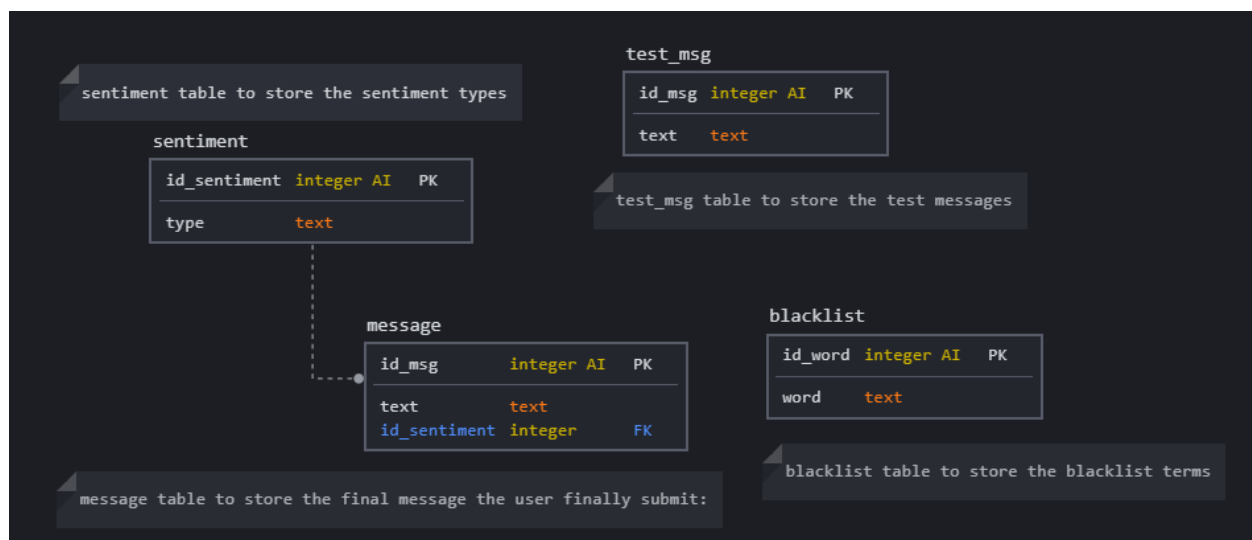 test_msg
id_msg integer AI PK
text text
test_msg table to store the test messages
sentiment table to store the sentiment types
sentiment
id_sentiment integer AI PK
type text
message
id_msg integer AI PK
text text
id_sentiment integer FK
message table to store the final message the user finally submit:
blacklist
id_word integer AI PK
word text
blacklist table to store the blacklist terms